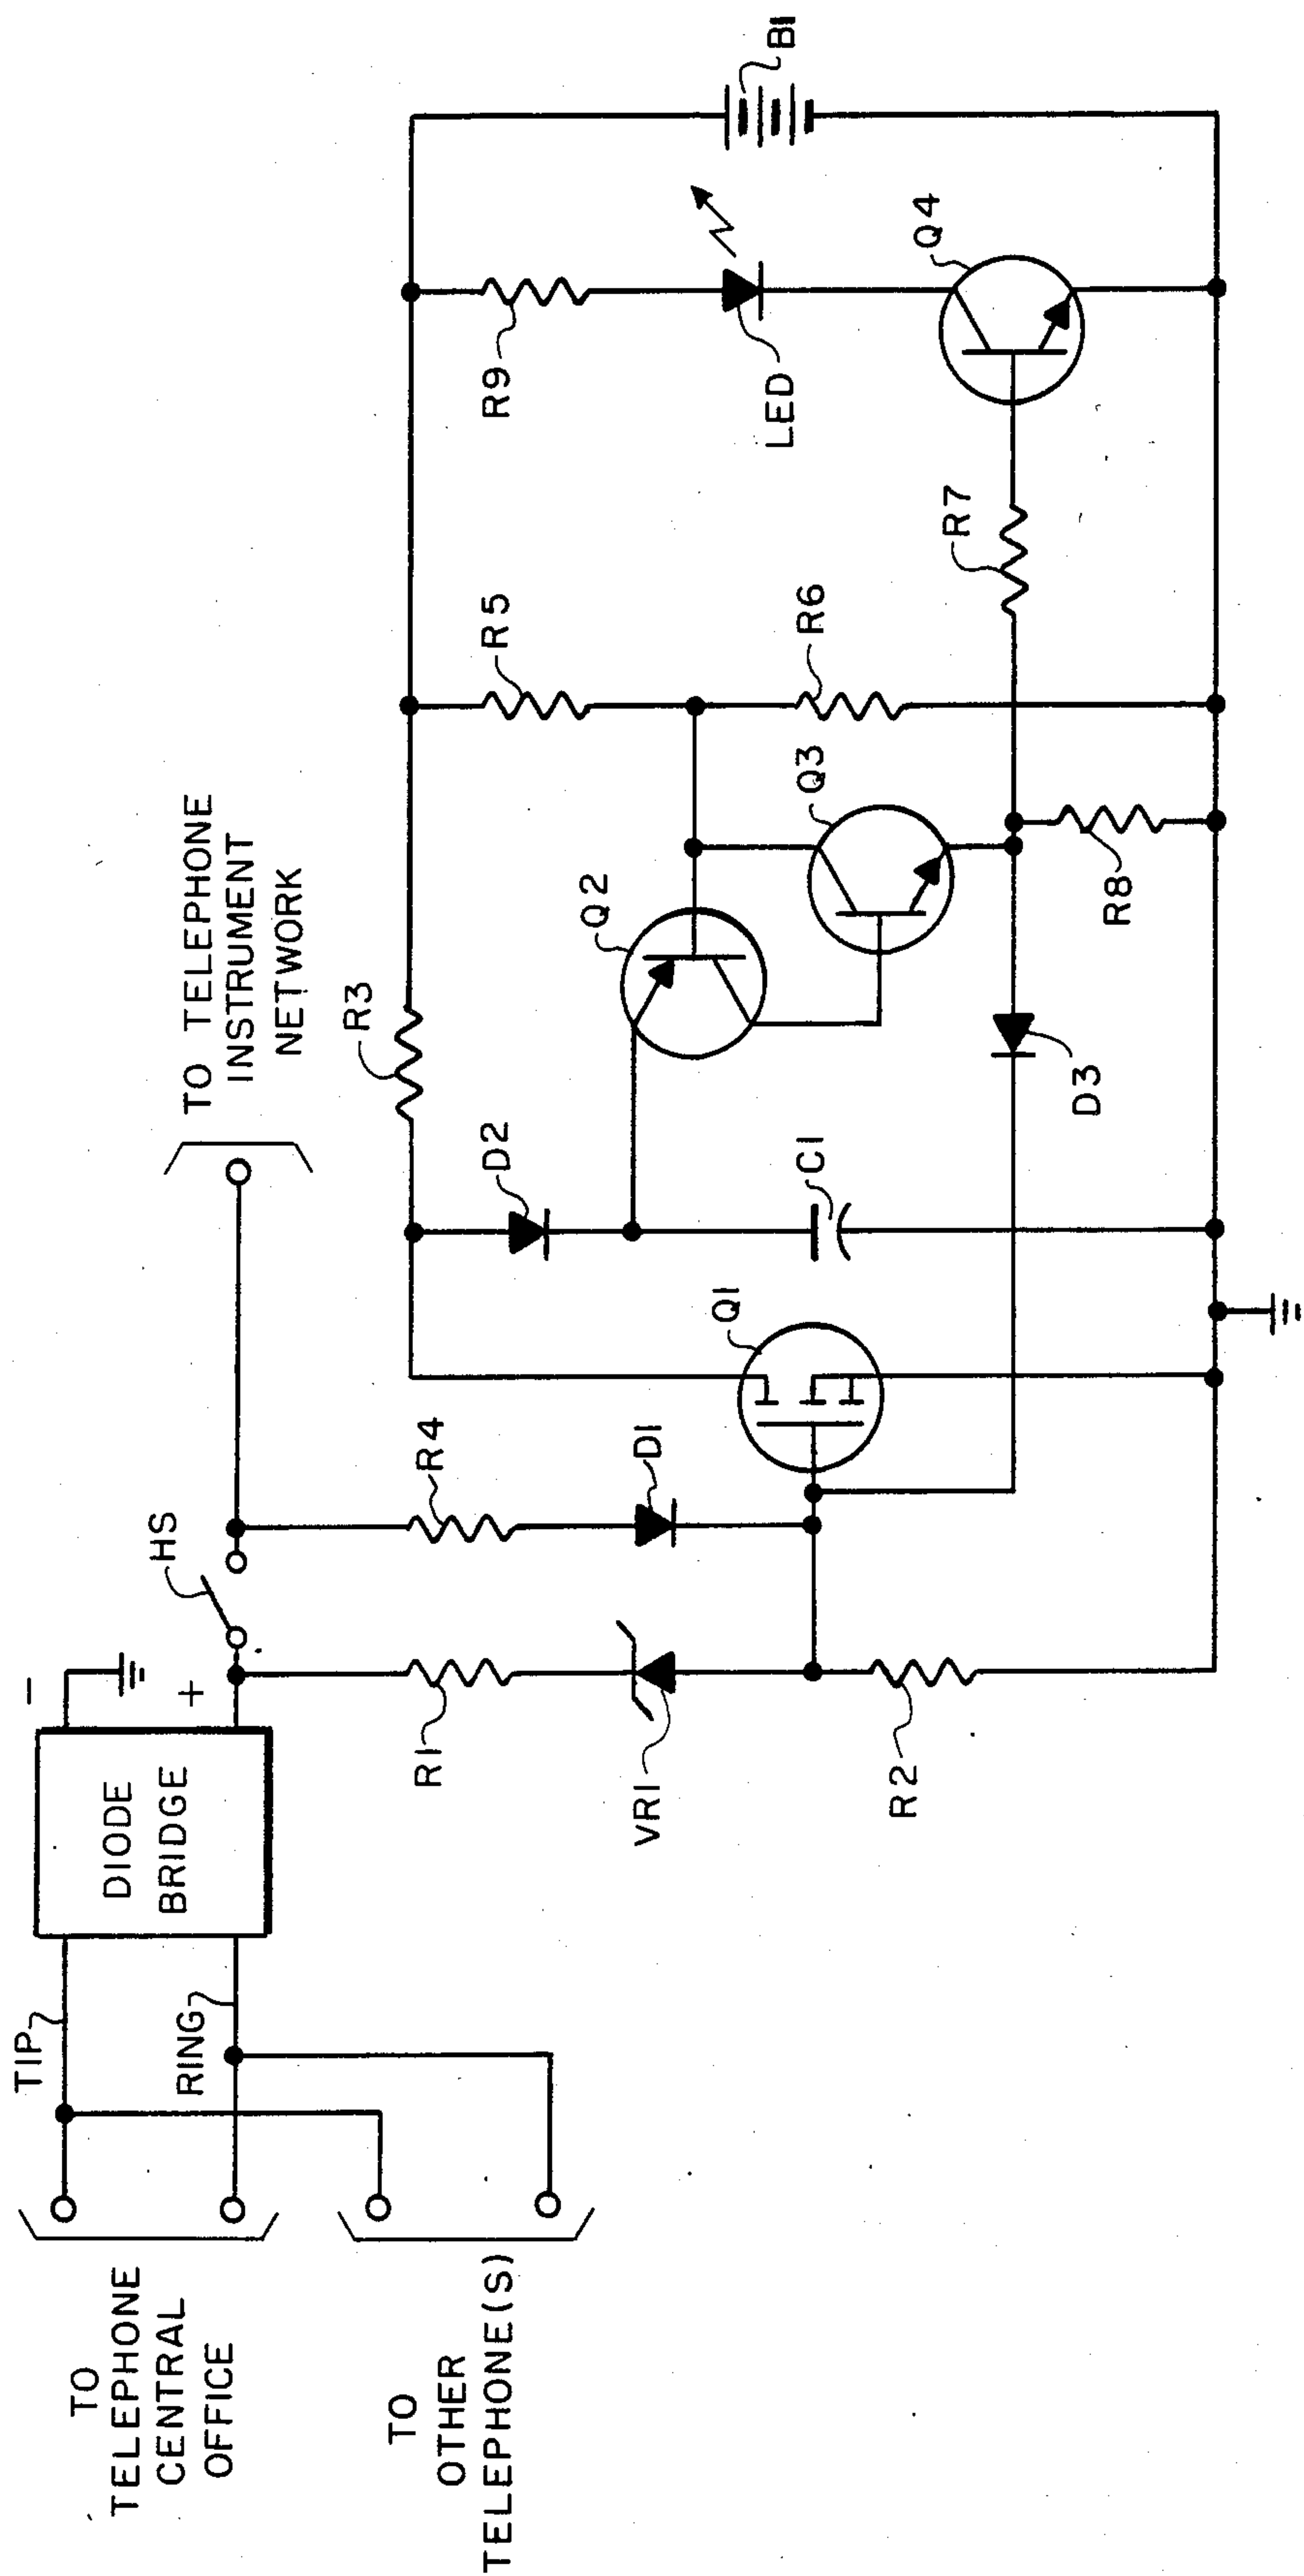 TO
TELEPHONE
CENTRAL
OFFICE
TO
OTHER
TELEPHONE(S)
TIP
RING
DIODE
BRIDGE
-
+
HS
TO TELEPHONE
INSTRUMENT
NETWORK
R1
VR1
R2
R4
D1
Q1
D2
C1
R3
D3
Q2
Q3
R8
R5
R6
R7
R9
LED
Q4
B1